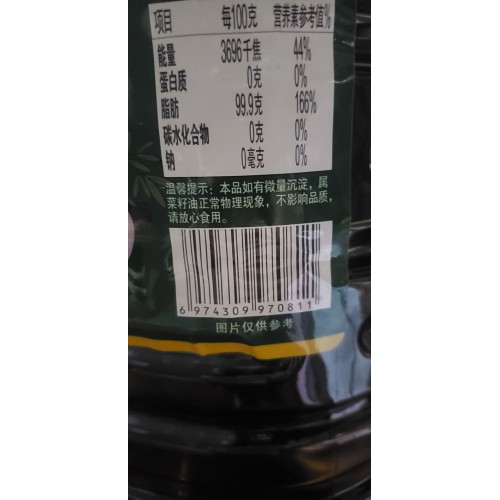 项目 每100克 营养素参考值%
能量 3696千焦 44%
蛋白质 0克 0%
脂肪 99.9克 166%
碳水化合物 0克 0%
钠 0毫克 0%
温馨提示：本品如有微量沉淀，属
菜籽油正常物理现象，不影响品质，
请放心食用。
6 974309 970811
图片仅供参考